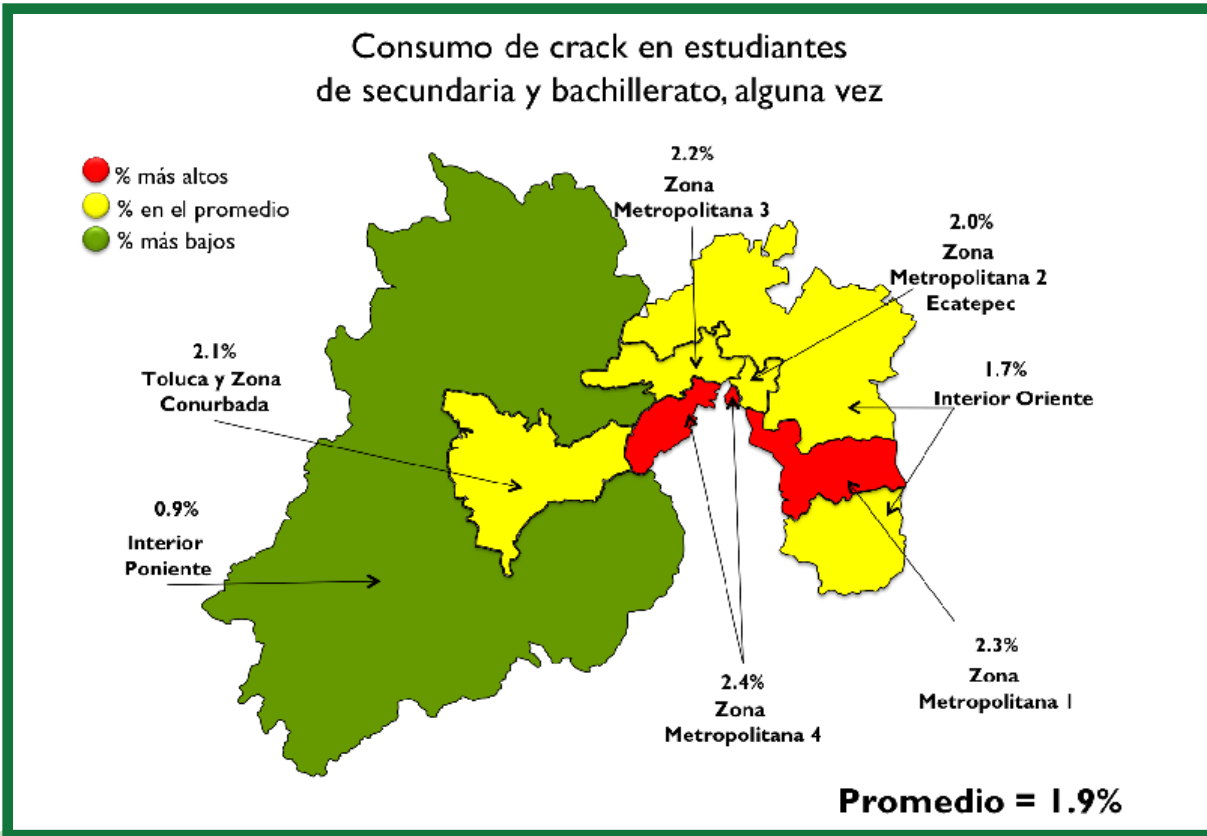 Consumo de crack en estudiantes
de secundaria y bachillerato, alguna vez
% más altos
% en el promedio
% más bajos
2.2%
Zona
Metropolitana 3
2.0%
Zona
Metropolitana 2
Ecatepec
2.1%
Toluca y Zona
Conurbada
1.7%
Interior Oriente
0.9%
Interior
Poniente
2.3%
Zona
Metropolitana 1
2.4%
Zona
Metropolitana 4
Promedio = 1.9%